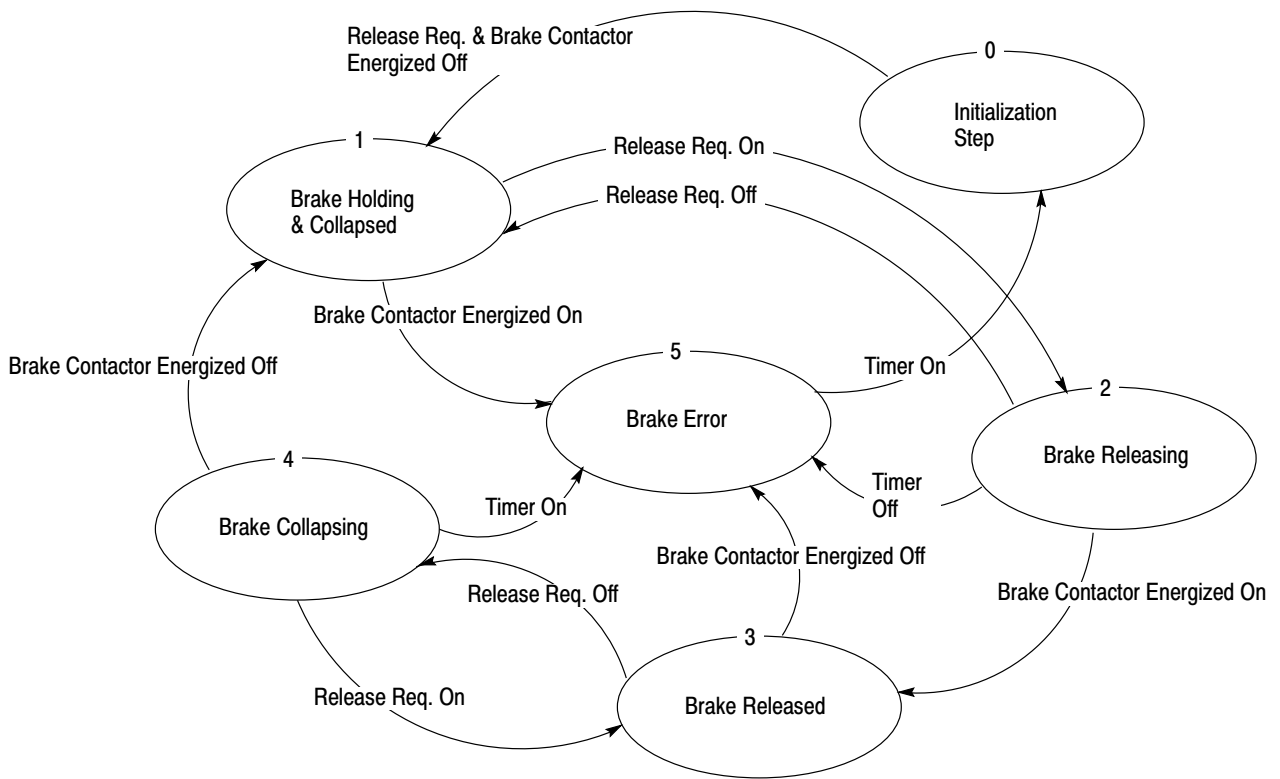 Release Req. & Brake Contactor
Energized Off
0
Initialization
Step
1
Brake Holding
& Collapsed
Release Req. On
Release Req. Off
Brake Contactor Energized On
Brake Contactor Energized Off
5
Brake Error
Timer On
2
Brake Releasing
4
Brake Collapsing
Timer On
Timer
Off
Brake Contactor Energized Off
Release Req. Off
Brake Contactor Energized On
3
Brake Released
Release Req. On